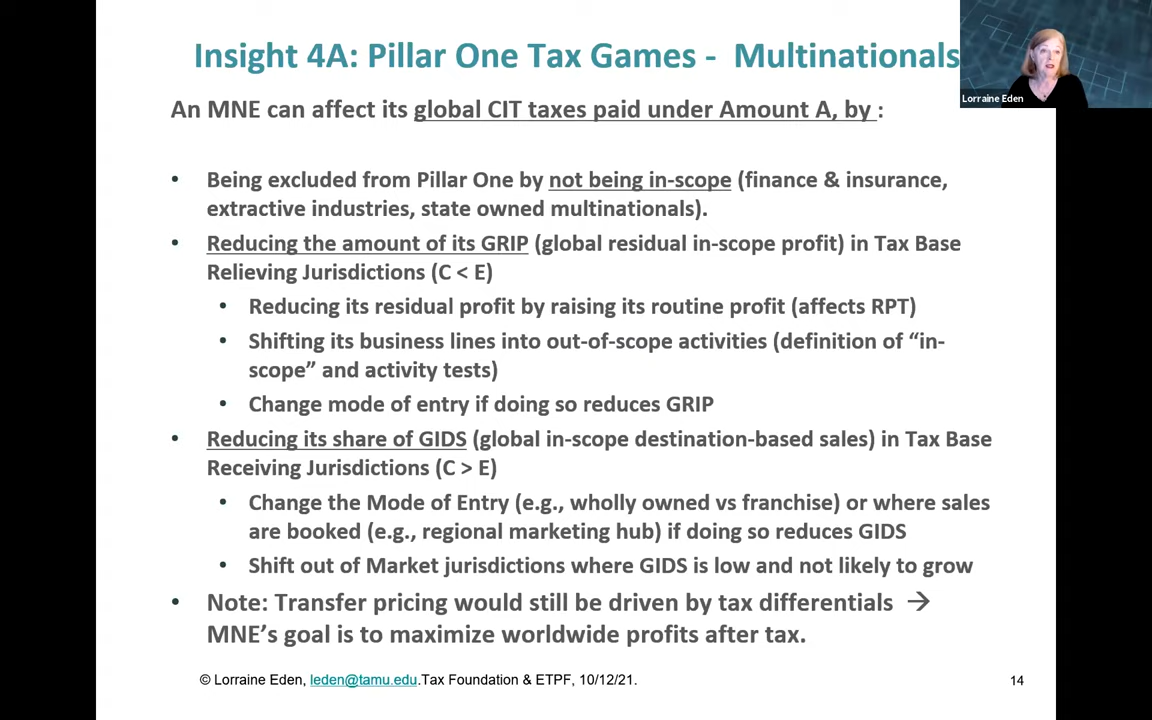 Insight 4A: Pillar One Tax Games - Multinationals
Lorraine Eden
An MNE can affect its global CIT taxes paid under Amount A, by :
• Being excluded from Pillar One by not being in-scope (finance & insurance,
extractive industries, state owned multinationals).
• Reducing the amount of its GRIP (global residual in-scope profit) in Tax Base
Relieving Jurisdictions (C < E)
• Reducing its residual profit by raising its routine profit (affects RPT)
• Shifting its business lines into out-of-scope activities (definition of “in-
scope” and activity tests)
• Change mode of entry if doing so reduces GRIP
• Reducing its share of GIDS (global in-scope destination-based sales) in Tax Base
Receiving Jurisdictions (C > E)
• Change the Mode of Entry (e.g., wholly owned vs franchise) or where sales
are booked (e.g., regional marketing hub) if doing so reduces GIDS
• Shift out of Market jurisdictions where GIDS is low and not likely to grow
• Note: Transfer pricing would still be driven by tax differentials →
MNE’s goal is to maximize worldwide profits after tax.
© Lorraine Eden, leden@tamu.edu.Tax Foundation & ETPF, 10/12/21.
14